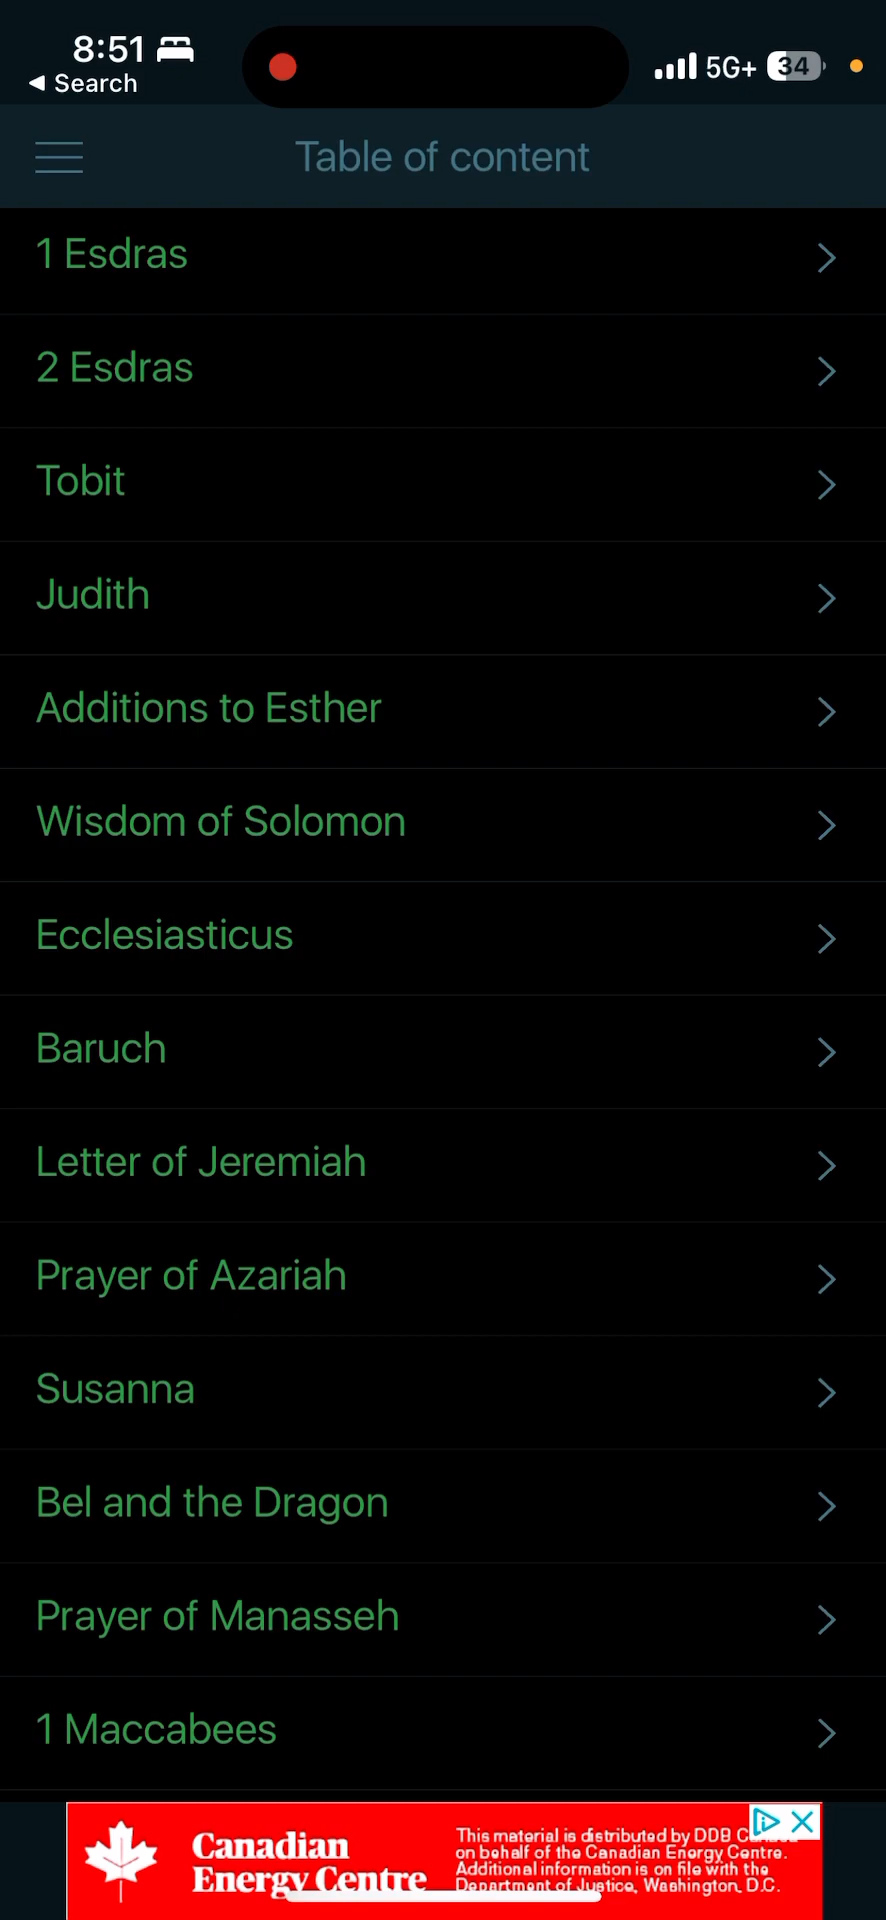 8:51
◀ Search
5G+
34
Table of content
1 Esdras
2 Esdras
Tobit
Judith
Additions to Esther
Wisdom of Solomon
Ecclesiasticus
Baruch
Letter of Jeremiah
Prayer of Azariah
Susanna
Bel and the Dragon
Prayer of Manasseh
1 Maccabees
Canadian
Energy Centre
This material is distributed by DDB
on behalf of the Canadian Energy Centre.
Additional information is on file with the
Department of Justice, Washington, D.C.